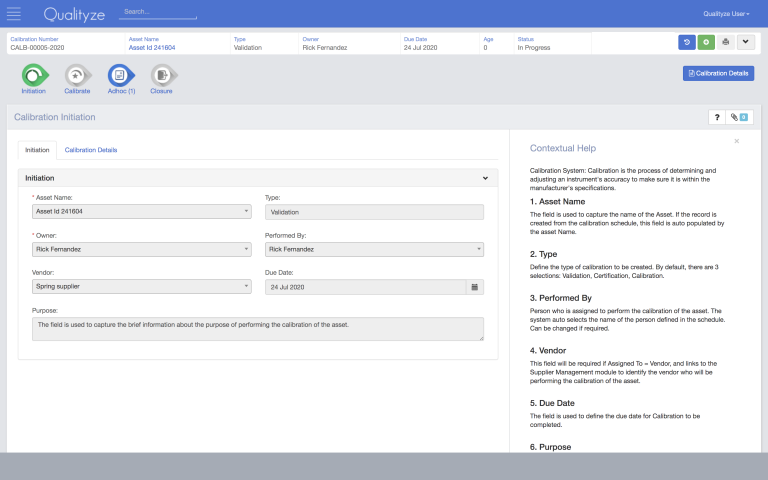 Qualityze
Search...
Qualityze User
Calibration Number
CALB-00005-2020
Asset Name
Asset Id 241604
Type
Validation
Owner
Rick Fernandez
Due Date
24 Jul 2020
Age
0
Status
In Progress
Initiation
Calibrate
Adhoc (1)
Closure
Calibration Details
Calibration Initiation
?
0
Initiation
Calibration Details
Initiation
* Asset Name:
Asset Id 241604
Type:
Validation
* Owner:
Rick Fernandez
Performed By:
Rick Fernandez
Vendor:
Spring supplier
Due Date:
24 Jul 2020
Purpose:
The field is used to capture the brief information about the purpose of performing the calibration of the asset.
Contextual Help
×
Calibration System: Calibration is the process of determining and
adjusting an instrument's accuracy to make sure it is within the
manufacturer's specifications.
1. Asset Name
The field is used to capture the name of the Asset. If the record is
created from the calibration schedule, this field is auto populated by
the asset Name.
2. Type
Define the type of calibration to be created. By default, there are 3
selections: Validation, Certification, Calibration.
3. Performed By
Person who is assigned to perform the calibration of the asset. The
system auto selects the name of the person defined in the schedule.
Can be changed if required.
4. Vendor
This field will be required if Assigned To = Vendor, and links to the
Supplier Management module to identify the vendor who will be
performing the calibration of the asset.
5. Due Date
The field is used to define the due date for Calibration to be
completed.
6. Purpose